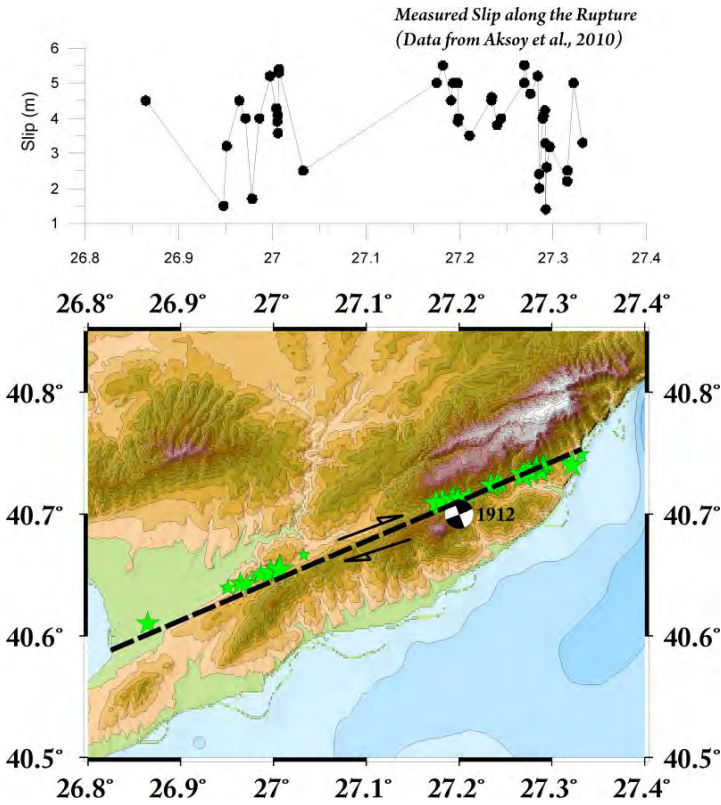 Measured Slip along the Rupture
(Data from Aksoy et al., 2010)
6
5
4
3
2
1
Slip (m)
26.8 26.9 27 27.1 27.2 27.3 27.4
26.8° 26.9° 27° 27.1° 27.2° 27.3° 27.4°
40.8° 40.8°
40.7° 1912 40.7°
40.6° 40.6°
40.5° 40.5°
26.8° 26.9° 27° 27.1° 27.2° 27.3° 27.4°